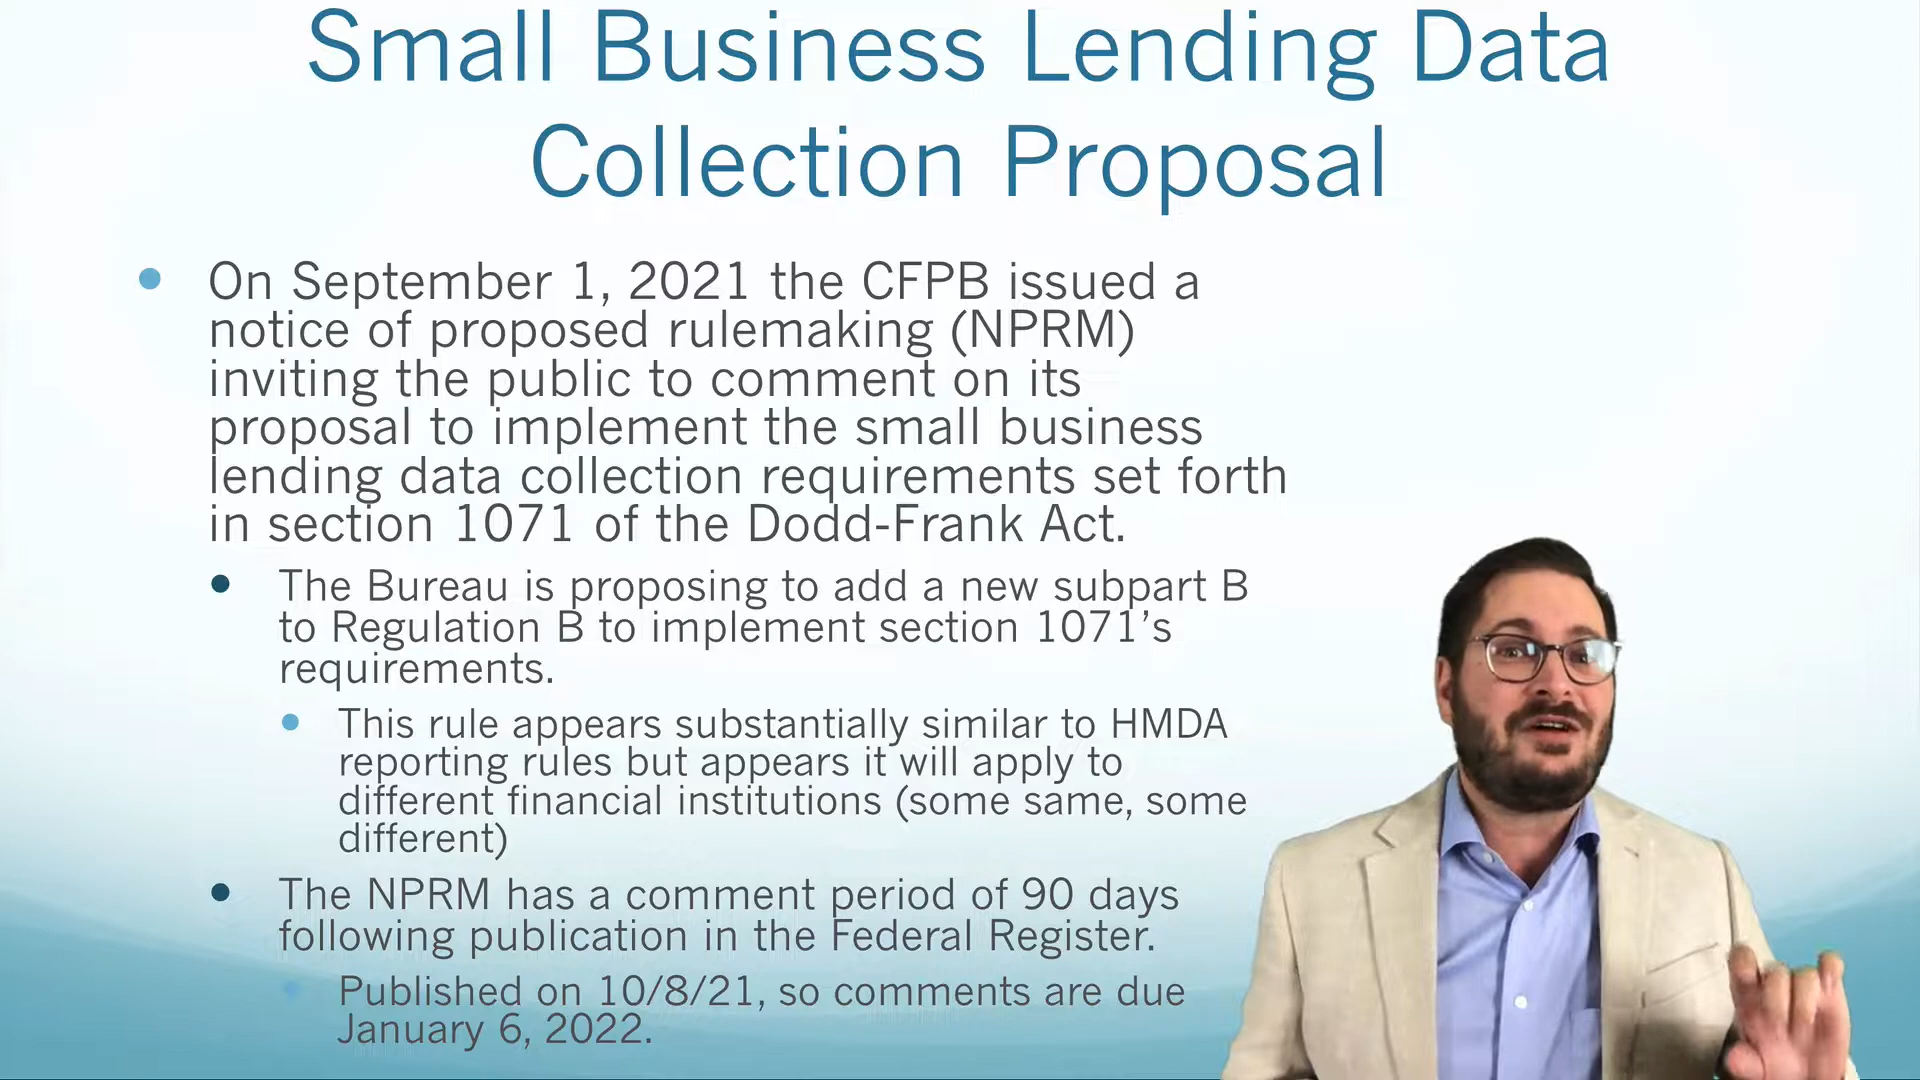 Small Business Lending Data
Collection Proposal
On September 1, 2021 the CFPB issued a
notice of proposed rulemaking (NPRM)
inviting the public to comment on its
proposal to implement the small business
lending data collection requirements set forth
in section 1071 of the Dodd-Frank Act.
The Bureau is proposing to add a new subpart B
to Regulation B to implement section 1071’s
requirements.
This rule appears substantially similar to HMDA
reporting rules but appears it will apply to
different financial institutions (some same, some
different)
The NPRM has a comment period of 90 days
following publication in the Federal Register.
Published on 10/8/21, so comments are due
January 6, 2022.